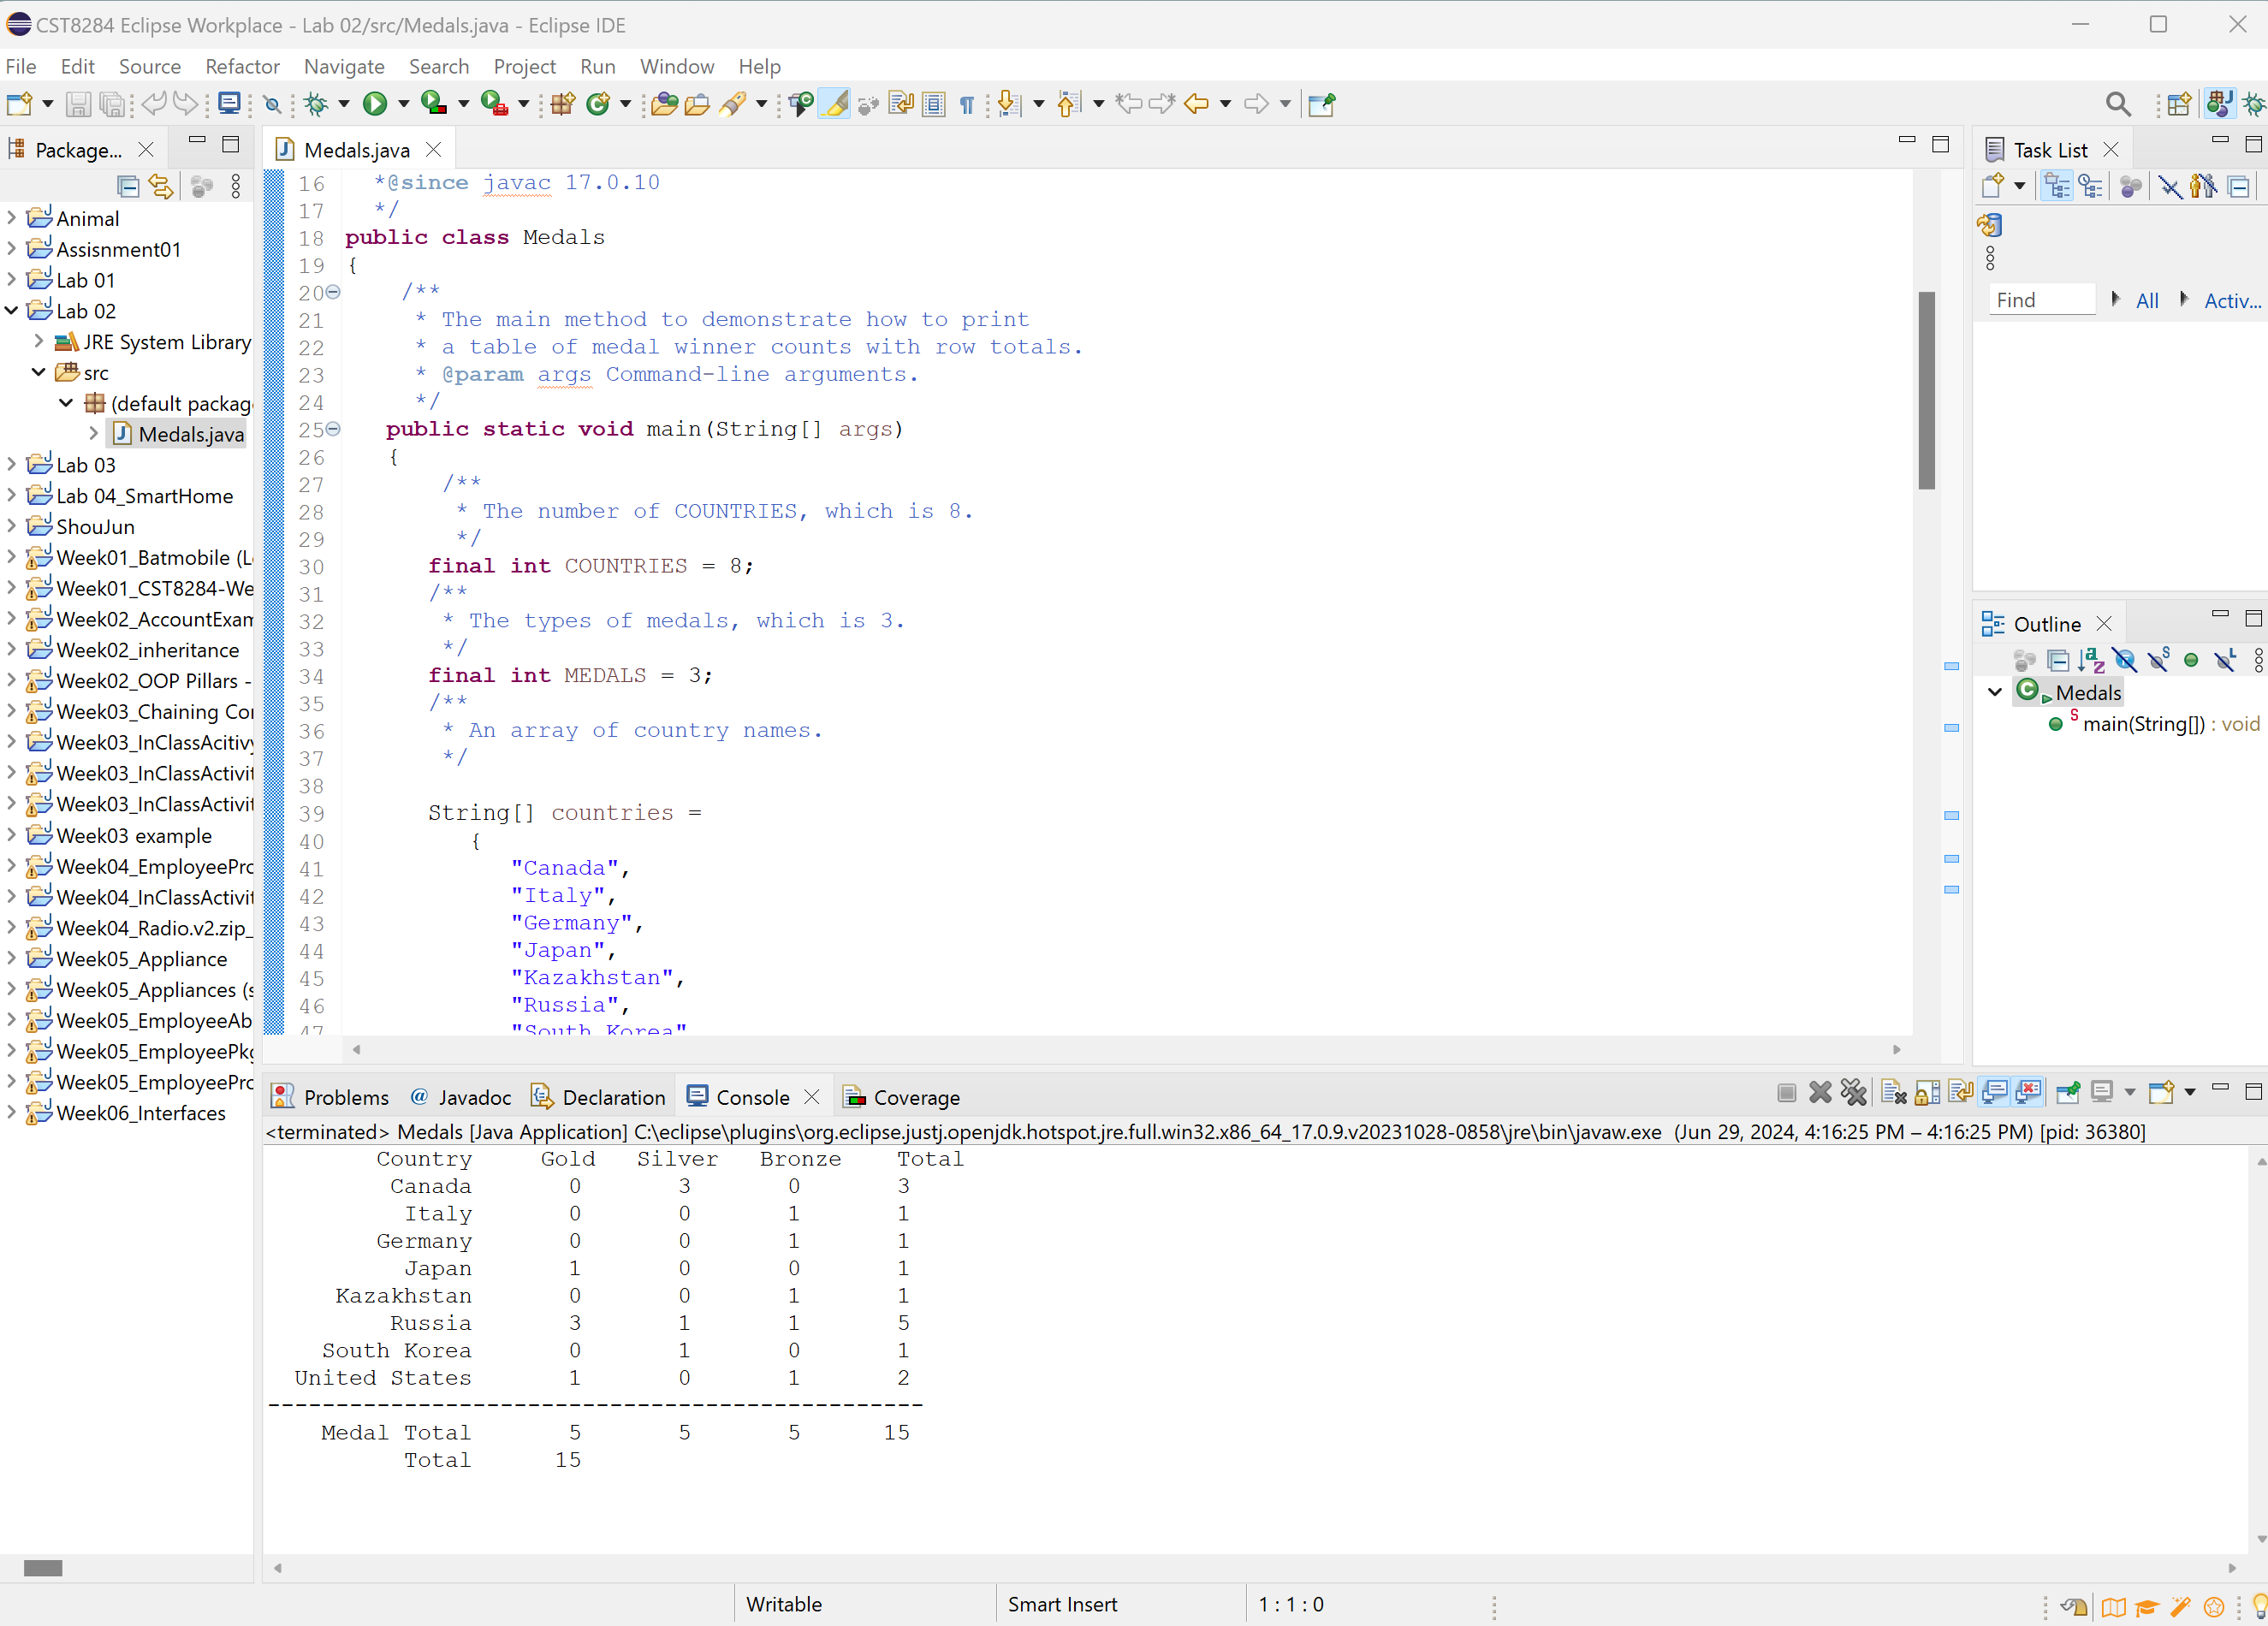 CST8284 Eclipse Workplace - Lab 02/src/Medals.java - Eclipse IDE
File Edit Source Refactor Navigate Search Project Run Window Help
Package...
Animal
Assisnment01
Lab 01
Lab 02
JRE System Library
src
(default packag
Medals.java
Lab 03
Lab 04_SmartHome
ShouJun
Week01_Batmobile (L
Week01_CST8284-We
Week02_AccountExam
Week02_inheritance
Week02_OOP Pillars -
Week03_Chaining Co
Week03_InClassAcitivy
Week03_InClassActivit
Week03_InClassActivit
Week03 example
Week04_EmployeePro
Week04_InClassActivit
Week04_Radio.v2.zip_
Week05_Appliance
Week05_Appliances (s
Week05_EmployeeAb
Week05_EmployeePkg
Week05_EmployeePro
Week06_Interfaces
Medals.java
16 *@since javac 17.0.10
17 */
18 public class Medals
19 {
20 /**
21 * The main method to demonstrate how to print
22 * a table of medal winner counts with row totals.
23 * @param args Command-line arguments.
24 */
25 public static void main(String[] args)
26 {
27 /**
28 * The number of COUNTRIES, which is 8.
29 */
30 final int COUNTRIES = 8;
31 /**
32 * The types of medals, which is 3.
33 */
34 final int MEDALS = 3;
35 /**
36 * An array of country names.
37 */
38
39 String[] countries =
40 {
41 "Canada",
42 "Italy",
43 "Germany",
44 "Japan",
45 "Kazakhstan",
46 "Russia",
47 "South Korea"
Task List
Find All Activ...
Outline
Medals
main(String[]) : void
Problems @ Javadoc Declaration Console Coverage
<terminated> Medals [Java Application] C:\eclipse\plugins\org.eclipse.justj.openjdk.hotspot.jre.full.win32.x86_64_17.0.9.v20231028-0858\jre\bin\javaw.exe (Jun 29, 2024, 4:16:25 PM – 4:16:25 PM) [pid: 36380]
Country Gold Silver Bronze Total
Canada 0 3 0 3
Italy 0 0 1 1
Germany 0 0 1 1
Japan 1 0 0 1
Kazakhstan 0 0 1 1
Russia 3 1 1 5
South Korea 0 1 0 1
United States 1 0 1 2
------------------------------------------------
Medal Total 5 5 5 15
Total 15
Writable Smart Insert 1 : 1 : 0